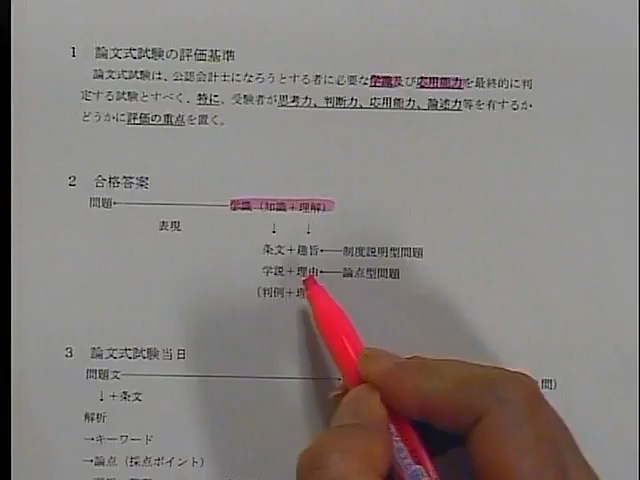 1 論文式試験の評価基準
論文式試験は、公認会計士になろうとする者に必要な学識及び応用能力を最終的に判
定する試験とすべく、特に、受験者が思考力、判断力、応用能力、論述力等を有するか
どうかに評価の重点を置く。
2 合格答案
問題← 学識（知識＋理解）
表現 ↓ ↓
条文＋趣旨←制度説明型問題
学説＋理由←論点型問題
（判例＋理
3 論文式試験当日
問題文 問）
↓＋条文
解析
→キーワード
→論点（採点ポイント）